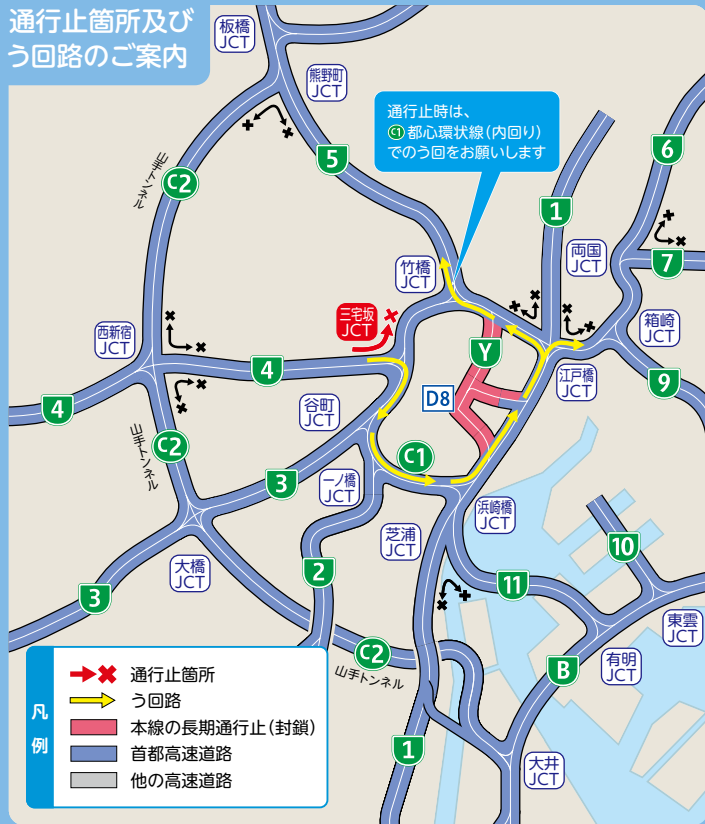 通行止箇所及び
う回路のご案内
板橋
JCT
熊野町
JCT
通行止時は、
C1 都心環状線(内回り)
でのう回をお願いします
6
5
1
C2
山手トンネル
両国
JCT
7
竹橋
JCT
三宅坂
JCT
箱崎
JCT
西新宿
JCT
Y
4
江戸橋
JCT
9
4
谷町
JCT
D8
C2
山手トンネル
C1
3
一ノ橋
JCT
浜崎橋
JCT
芝浦
JCT
10
大橋
JCT
2
11
3
東雲
JCT
有明
JCT
C2
山手トンネル
B
1
大井
JCT
凡例
通行止箇所
う回路
本線の長期通行止(封鎖)
首都高速道路
他の高速道路